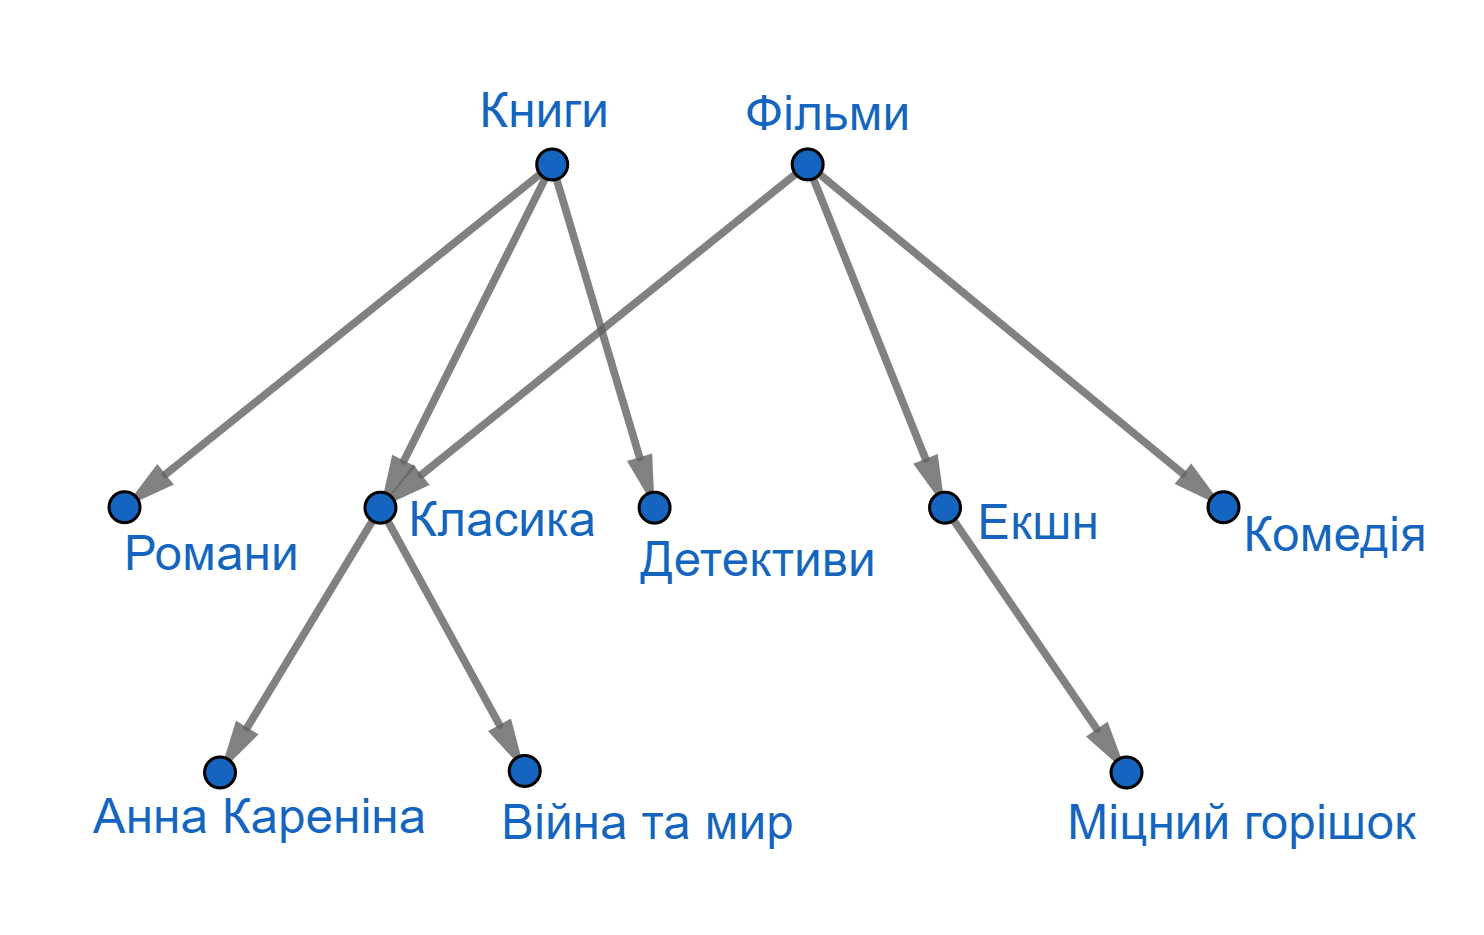 Книги
Фільми
Романи
Класика
Детективи
Екшн
Комедія
Анна Кареніна
Війна та мир
Міцний горішок